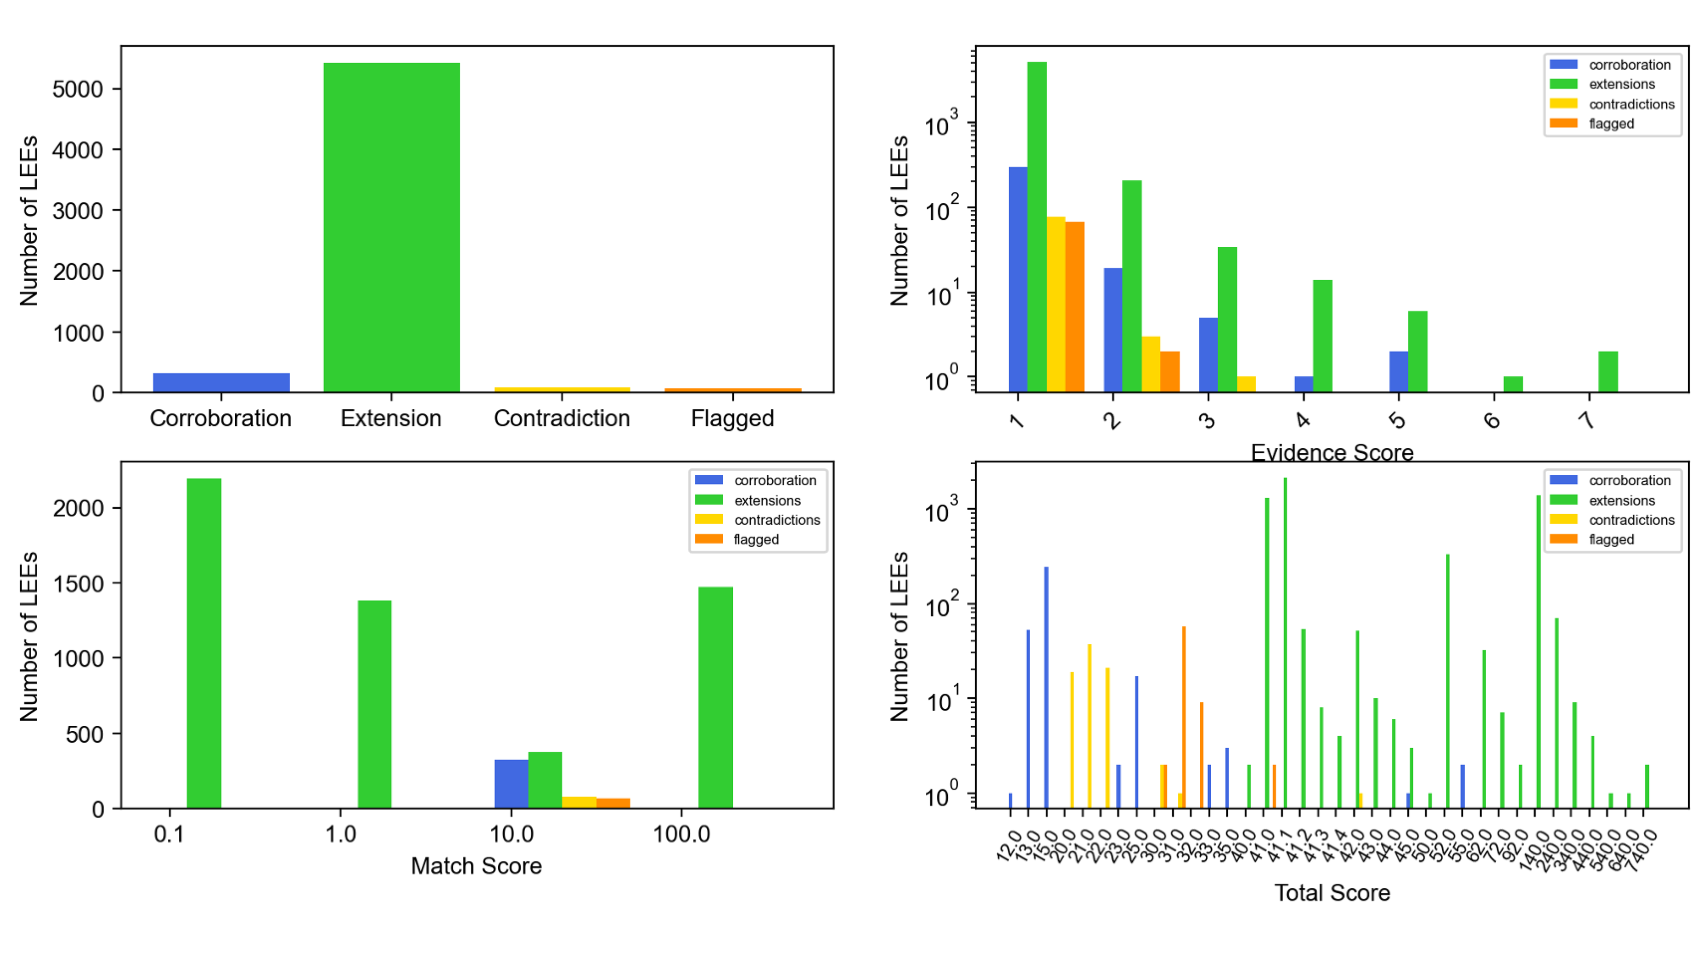 Number of LEEs
5000
4000
3000
2000
1000
0
Corroboration Extension Contradiction Flagged
Number of LEEs
10^3
10^2
10^1
10^0
corroboration
extensions
contradictions
flagged
1 2 3 4 5 6 7
Evidence Score
Number of LEEs
2000
1500
1000
500
0
corroboration
extensions
contradictions
flagged
0.1 1.0 10.0 100.0
Match Score
Number of LEEs
10^3
10^2
10^1
10^0
corroboration
extensions
contradictions
flagged
12.0 13.0 15.0 20.0 21.0 22.0 23.0 25.0 30.0 31.0 32.0 33.0 35.0 40.0 41.0 41.1 41.2 41.3 41.4 42.0 43.0 44.0 45.0 50.0 52.0 55.0 62.0 72.0 92.0 140.0 240.0 340.0 440.0 540.0 640.0 740.0
Total Score